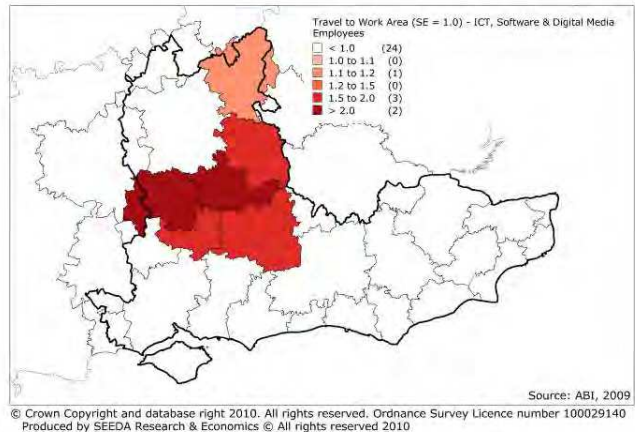 Travel to Work Area (SE = 1.0) - ICT, Software & Digital Media
Employees
< 1.0 (24)
1.0 to 1.1 (0)
1.1 to 1.2 (1)
1.2 to 1.5 (0)
1.5 to 2.0 (3)
> 2.0 (2)
Source: ABI, 2009
© Crown Copyright and database right 2010. All rights reserved. Ordnance Survey Licence number 100029140
Produced by SEEDA Research & Economics © All rights reserved 2010